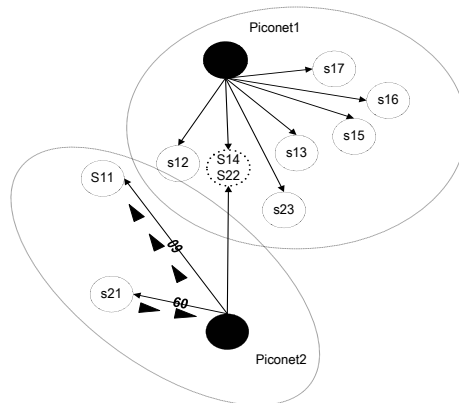 Piconet1
s17
s16
s15
s13
s12
S14
S22
S11
s23
60
s21
60
Piconet2